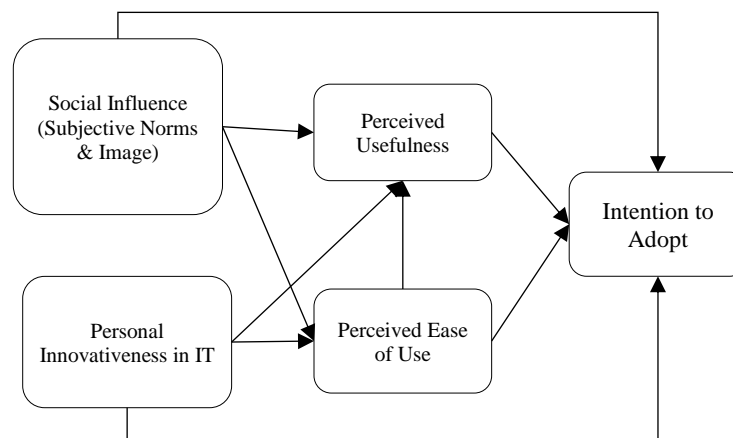 Social Influence
(Subjective Norms
& Image)
Perceived
Usefulness
Intention to
Adopt
Personal
Innovativeness in IT
Perceived Ease
of Use